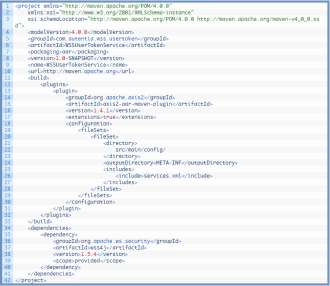 1 <project xmlns="http://maven.apache.org/POM/4.0.0"
2 xmlns:xsi="http://www.w3.org/2001/XMLSchema-instance"
3 xsi:schemaLocation="http://maven.apache.org/POM/4.0.0 http://maven.apache.org/maven-v4_0_0.xsd">
4 <modelVersion>4.0.0</modelVersion>
5 <groupId>com.aventia.wss.usertoken</groupId>
6 <artifactId>WSSUserTokenService</artifactId>
7 <packaging>aar</packaging>
8 <version>1.0-SNAPSHOT</version>
9 <name>WSSUserTokenService</name>
10 <url>http://maven.apache.org</url>
11 <build>
12 <plugins>
13 <plugin>
14 <groupId>org.apache.axis2</groupId>
15 <artifactId>axis2-aar-maven-plugin</artifactId>
16 <version>1.4.1</version>
17 <extensions>true</extensions>
18 <configuration>
19 <fileSets>
20 <fileSet>
21 <directory>
22 src/main/config/
23 </directory>
24 <outputDirectory>META-INF</outputDirectory>
25 <includes>
26 <include>services.xml</include>
27 </includes>
28 </fileSet>
29 </fileSets>
30 </configuration>
31 </plugin>
32 </plugins>
33 </build>
34 <dependencies>
35 <dependency>
36 <groupId>org.apache.ws.security</groupId>
37 <artifactId>wss4j</artifactId>
38 <version>1.5.4</version>
39 <scope>provided</scope>
40 </dependency>
41 </dependencies>
42 </project>